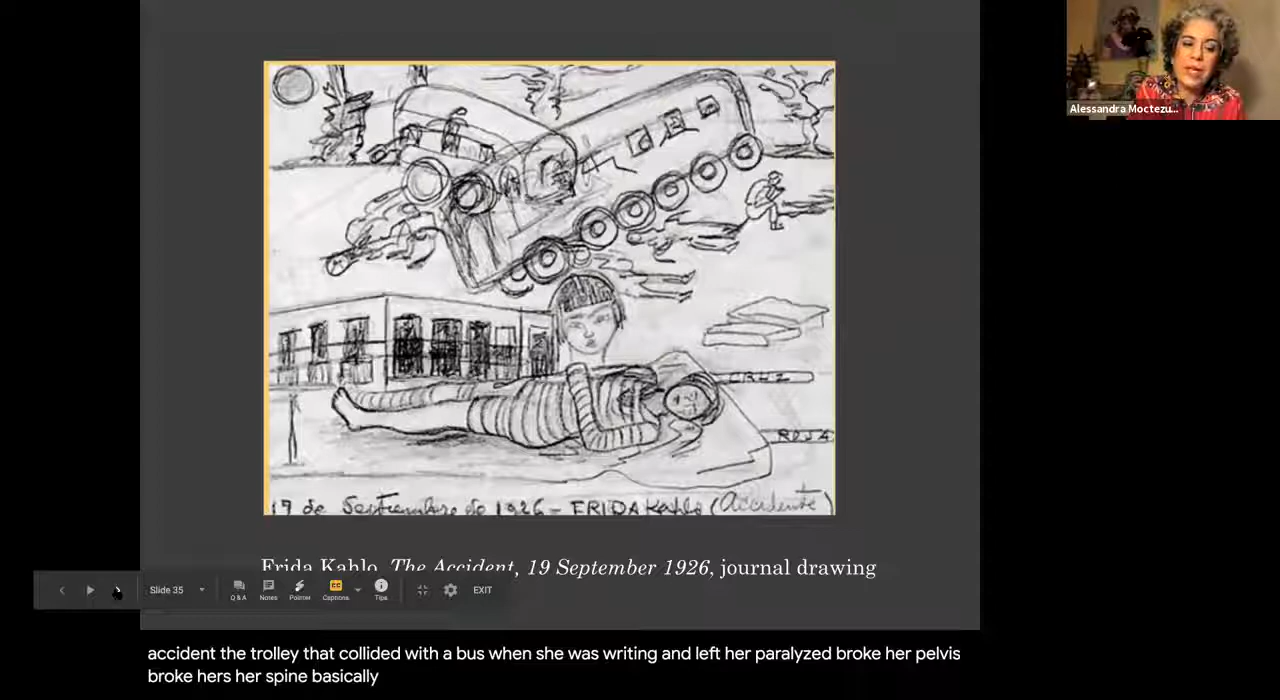 Alessandra Moctezu...
CRUZ
ROJA
17 de Septiembre de 1926 - FRIDA Kahlo (Accidente)
Frida Kahlo, The Accident, 19 September 1926, journal drawing
Slide 35
Q & A
Notes
Pointer
Captions
Tips
EXIT
accident the trolley that collided with a bus when she was writing and left her paralyzed broke her pelvis
broke hers her spine basically